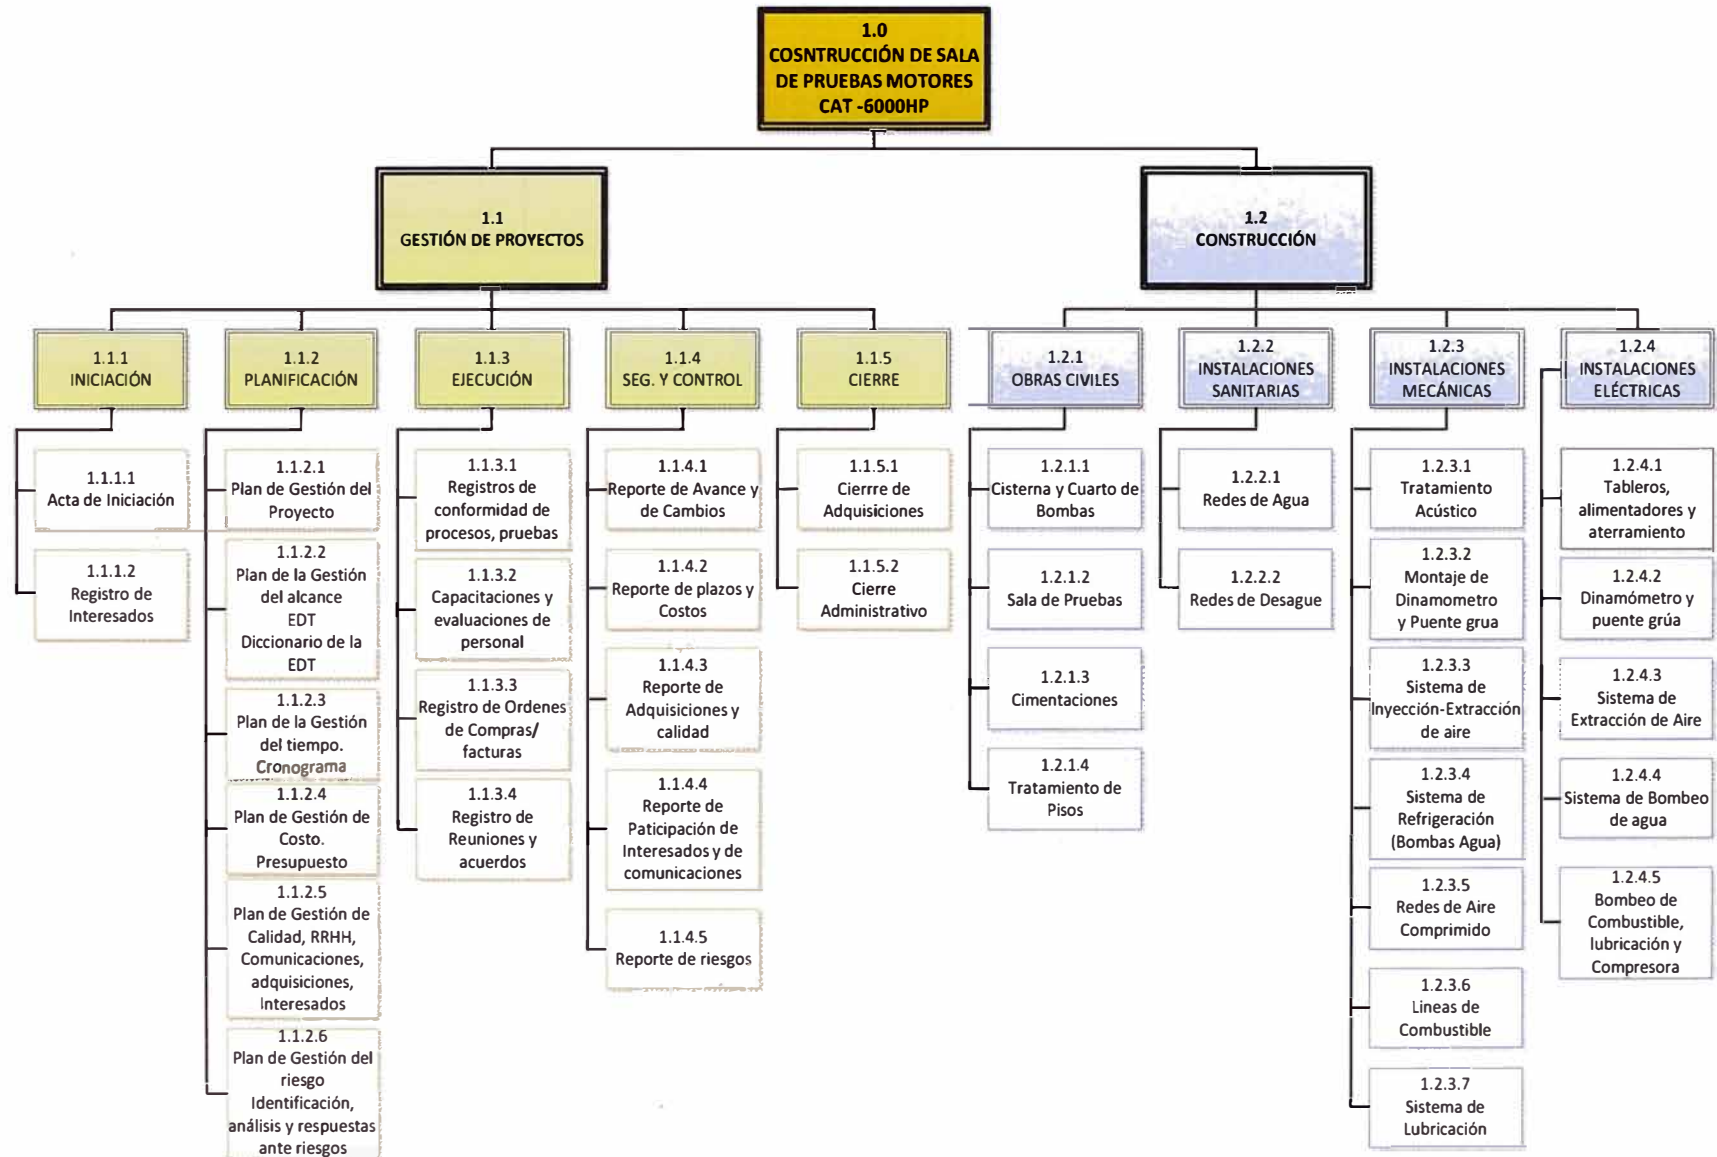 1.0
COSNTRUCCIÓN DE SALA
DE PRUEBAS MOTORES
CAT -6000HP
1.1
GESTIÓN DE PROYECTOS
1.2
CONSTRUCCIÓN
1.1.1
INICIACIÓN
1.1.2
PLANIFICACIÓN
1.1.3
EJECUCIÓN
1.1.4
SEG. Y CONTROL
1.1.5
CIERRE
1.2.1
OBRAS CIVILES
1.2.2
INSTALACIONES
SANITARIAS
1.2.3
INSTALACIONES
MECÁNICAS
1.2.4
INSTALACIONES
ELÉCTRICAS
1.1.1.1
Acta de Iniciación
1.1.1.2
Registro de
Interesados
1.1.2.1
Plan de Gestión del
Proyecto
1.1.2.2
Plan de la Gestión
del alcance
EDT
Diccionario de la
EDT
1.1.2.3
Plan de la Gestión
del tiempo.
Cronograma
1.1.2.4
Plan de Gestión de
Costo.
Presupuesto
1.1.2.5
Plan de Gestión de
Calidad, RRHH,
Comunicaciones,
adquisiciones,
Interesados
1.1.2.6
Plan de Gestión del
riesgo
Identificación,
análisis y respuestas
ante riesgos
1.1.3.1
Registros de
conformidad de
procesos, pruebas
1.1.3.2
Capacitaciones y
evaluaciones de
personal
1.1.3.3
Registro de Ordenes
de Compras/
facturas
1.1.3.4
Registro de
Reuniones y
acuerdos
1.1.4.1
Reporte de Avance y
de Cambios
1.1.4.2
Reporte de plazos y
Costos
1.1.4.3
Reporte de
Adquisiciones y
calidad
1.1.4.4
Reporte de
Paticipación de
Interesados y de
comunicaciones
1.1.4.5
Reporte de riesgos
1.1.5.1
Cierrre de
Adquisiciones
1.1.5.2
Cierre
Administrativo
1.2.1.1
Cisterna y Cuarto de
Bombas
1.2.1.2
Sala de Pruebas
1.2.1.3
Cimentaciones
1.2.1.4
Tratamiento de
Pisos
1.2.2.1
Redes de Agua
1.2.2.2
Redes de Desague
1.2.3.1
Tratamiento
Acústico
1.2.3.2
Montaje de
Dinamometro
y Puente grua
1.2.3.3
Sistema de
Inyección-Extracción
de aire
1.2.3.4
Sistema de
Refrigeración
(Bombas Agua)
1.2.3.5
Redes de Aire
Comprimido
1.2.3.6
Lineas de
Combustible
1.2.3.7
Sistema de
Lubricación
1.2.4.1
Tableros,
alimentadores y
aterramiento
1.2.4.2
Dinamómetro y
puente grúa
1.2.4.3
Sistema de
Extracción de Aire
1.2.4.4
Sistema de Bombeo
de agua
1.2.4.5
Bombeo de
Combustible,
lubricación y
Compresora